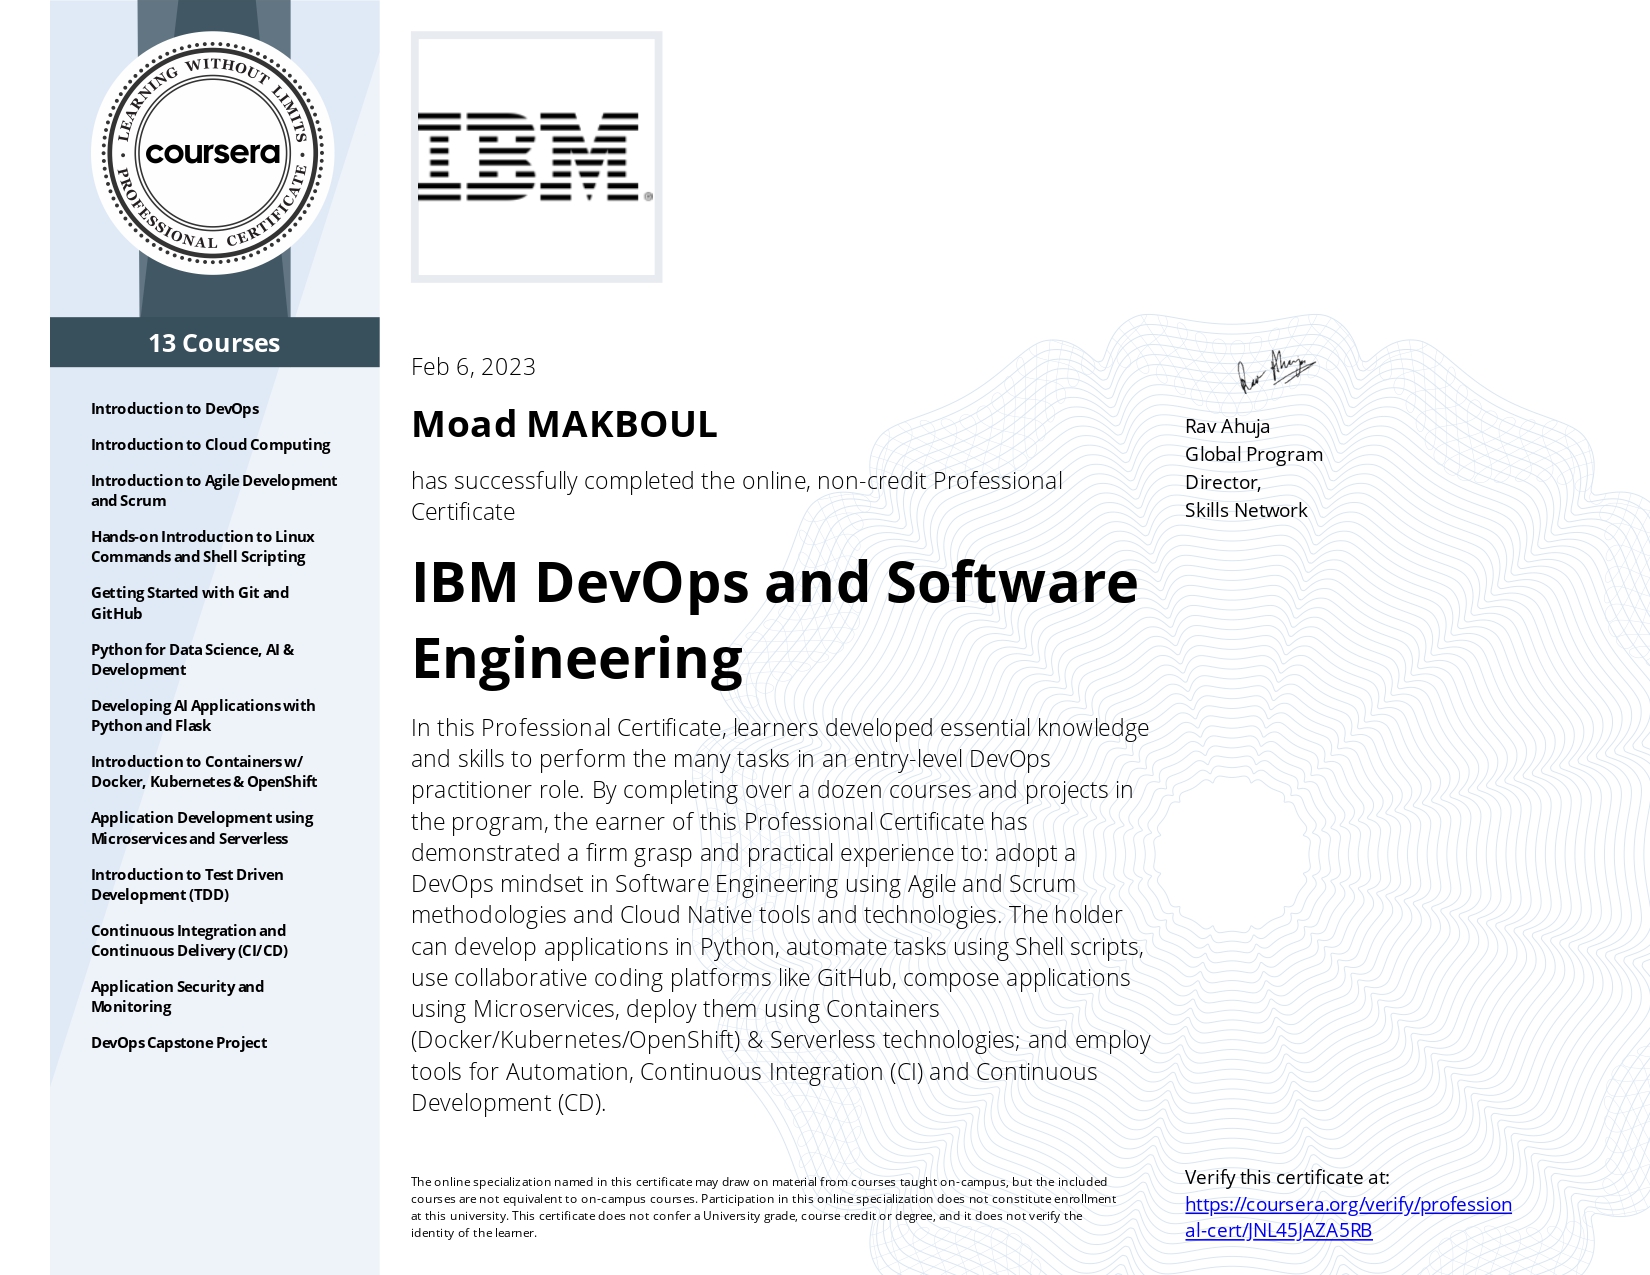 LEARNING WITHOUT LIMITS
coursera
PROFESSIONAL CERTIFICATE
13 Courses
Introduction to DevOps
Introduction to Cloud Computing
Introduction to Agile Development
and Scrum
Hands-on Introduction to Linux
Commands and Shell Scripting
Getting Started with Git and
GitHub
Python for Data Science, AI &
Development
Developing AI Applications with
Python and Flask
Introduction to Containers w/
Docker, Kubernetes & OpenShift
Application Development using
Microservices and Serverless
Introduction to Test Driven
Development (TDD)
Continuous Integration and
Continuous Delivery (CI/CD)
Application Security and
Monitoring
DevOps Capstone Project
IBM®
Feb 6, 2023
Moad MAKBOUL
has successfully completed the online, non-credit Professional
Certificate
IBM DevOps and Software
Engineering
In this Professional Certificate, learners developed essential knowledge
and skills to perform the many tasks in an entry-level DevOps
practitioner role. By completing over a dozen courses and projects in
the program, the earner of this Professional Certificate has
demonstrated a firm grasp and practical experience to: adopt a
DevOps mindset in Software Engineering using Agile and Scrum
methodologies and Cloud Native tools and technologies. The holder
can develop applications in Python, automate tasks using Shell scripts,
use collaborative coding platforms like GitHub, compose applications
using Microservices, deploy them using Containers
(Docker/Kubernetes/OpenShift) & Serverless technologies; and employ
tools for Automation, Continuous Integration (CI) and Continuous
Development (CD).
The online specialization named in this certificate may draw on material from courses taught on-campus, but the included
courses are not equivalent to on-campus courses. Participation in this online specialization does not constitute enrollment
at this university. This certificate does not confer a University grade, course credit or degree, and it does not verify the
identity of the learner.
Rav Ahuja
Rav Ahuja
Global Program
Director,
Skills Network
Verify this certificate at:
https://coursera.org/verify/profession
al-cert/JNL45JAZA5RB